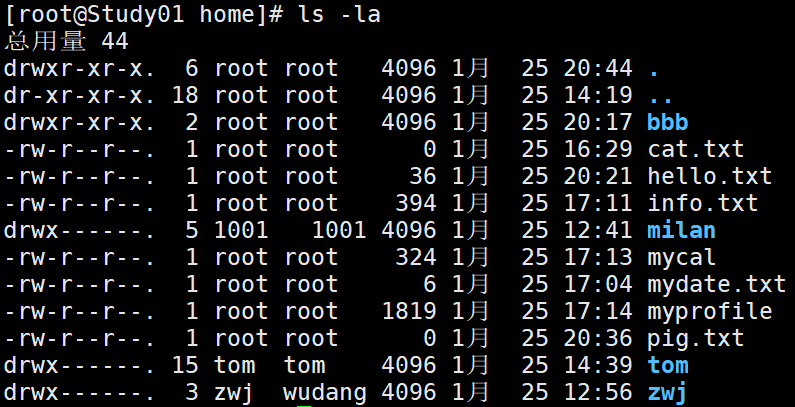 [root@Study01 home]# ls -la
总用量 44
drwxr-xr-x.  6 root root   4096 1月  25 20:44 .
dr-xr-xr-x. 18 root root   4096 1月  25 14:19 ..
drwxr-xr-x.  2 root root   4096 1月  25 20:17 bbb
-rw-r--r--.  1 root root      0 1月  25 16:29 cat.txt
-rw-r--r--.  1 root root     36 1月  25 20:21 hello.txt
-rw-r--r--.  1 root root    394 1月  25 17:11 info.txt
drwx------.  5 1001   1001 4096 1月  25 12:41 milan
-rw-r--r--.  1 root root    324 1月  25 17:13 mycal
-rw-r--r--.  1 root root      6 1月  25 17:04 mydate.txt
-rw-r--r--.  1 root root   1819 1月  25 17:14 myprofile
-rw-r--r--.  1 root root      0 1月  25 20:36 pig.txt
drwx------. 15 tom  tom    4096 1月  25 14:39 tom
drwx------.  3 zwj  wudang 4096 1月  25 12:56 zwj